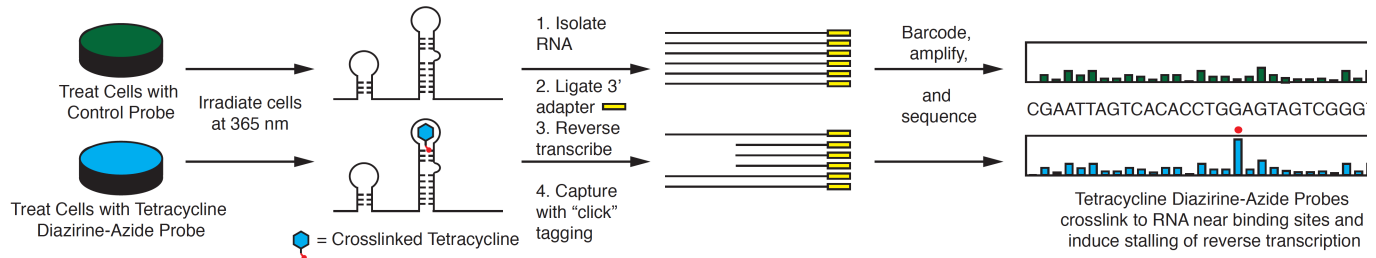 Treat Cells with
Control Probe
Treat Cells with Tetracycline
Diazirine-Azide Probe
Irradiate cells
at 365 nm
= Crosslinked Tetracycline
1. Isolate
RNA
2. Ligate 3'
adapter
3. Reverse
transcribe
4. Capture
with “click”
tagging
Barcode,
amplify,
and
sequence
CGAATTAGTCACACCTGGAGTAGTCGGG
Tetracycline Diazirine-Azide Probes
crosslink to RNA near binding sites and
induce stalling of reverse transcription